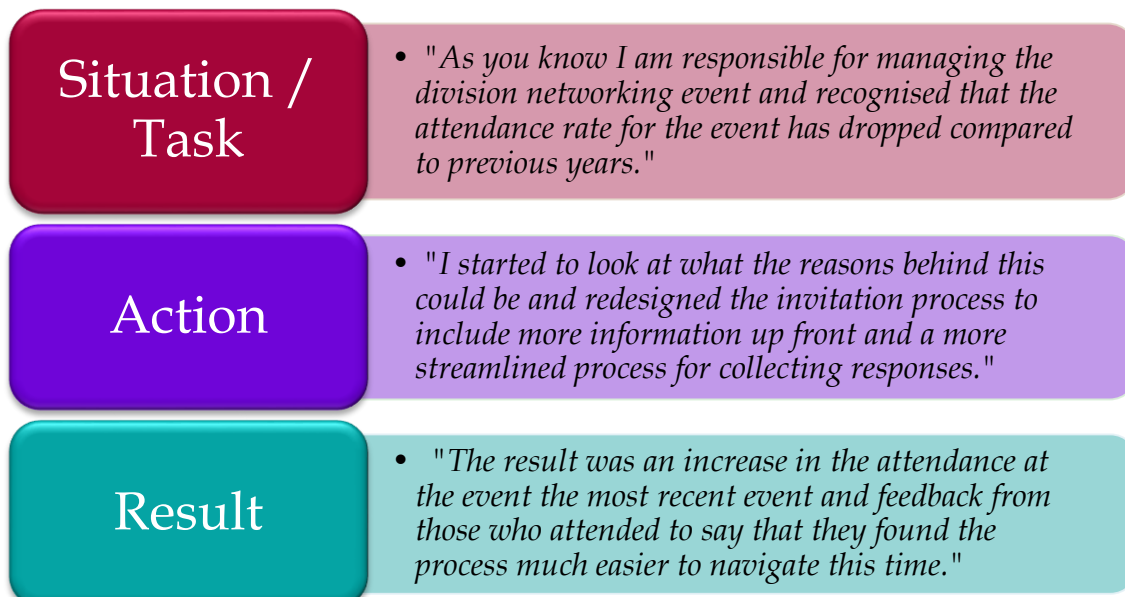 Situation /
Task
• "As you know I am responsible for managing the
division networking event and recognised that the
attendance rate for the event has dropped compared
to previous years."
Action
• "I started to look at what the reasons behind this
could be and redesigned the invitation process to
include more information up front and a more
streamlined process for collecting responses."
Result
• "The result was an increase in the attendance at
the event the most recent event and feedback from
those who attended to say that they found the
process much easier to navigate this time."